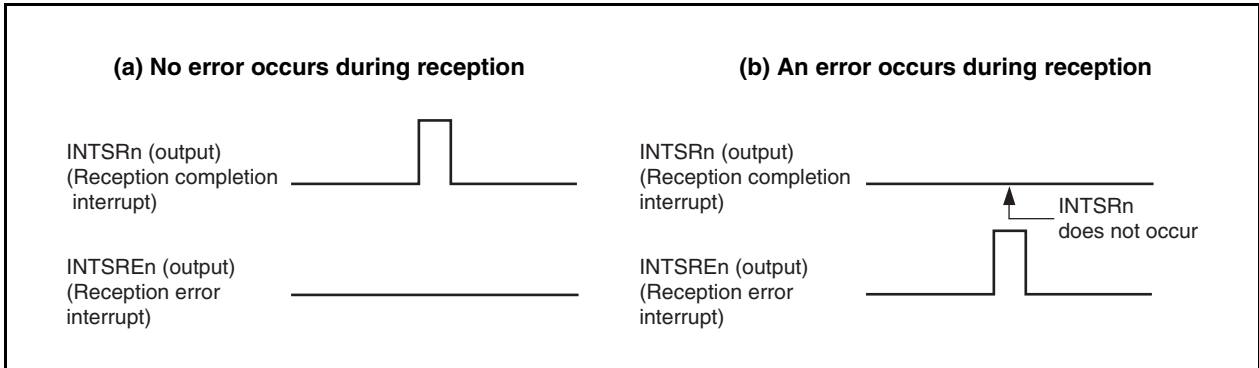 (a) No error occurs during reception
INTSRn (output)
(Reception completion
interrupt)
INTSREn (output)
(Reception error
interrupt)
(b) An error occurs during reception
INTSRn (output)
(Reception completion
interrupt)
INTSRn
does not occur
INTSREn (output)
(Reception error
interrupt)